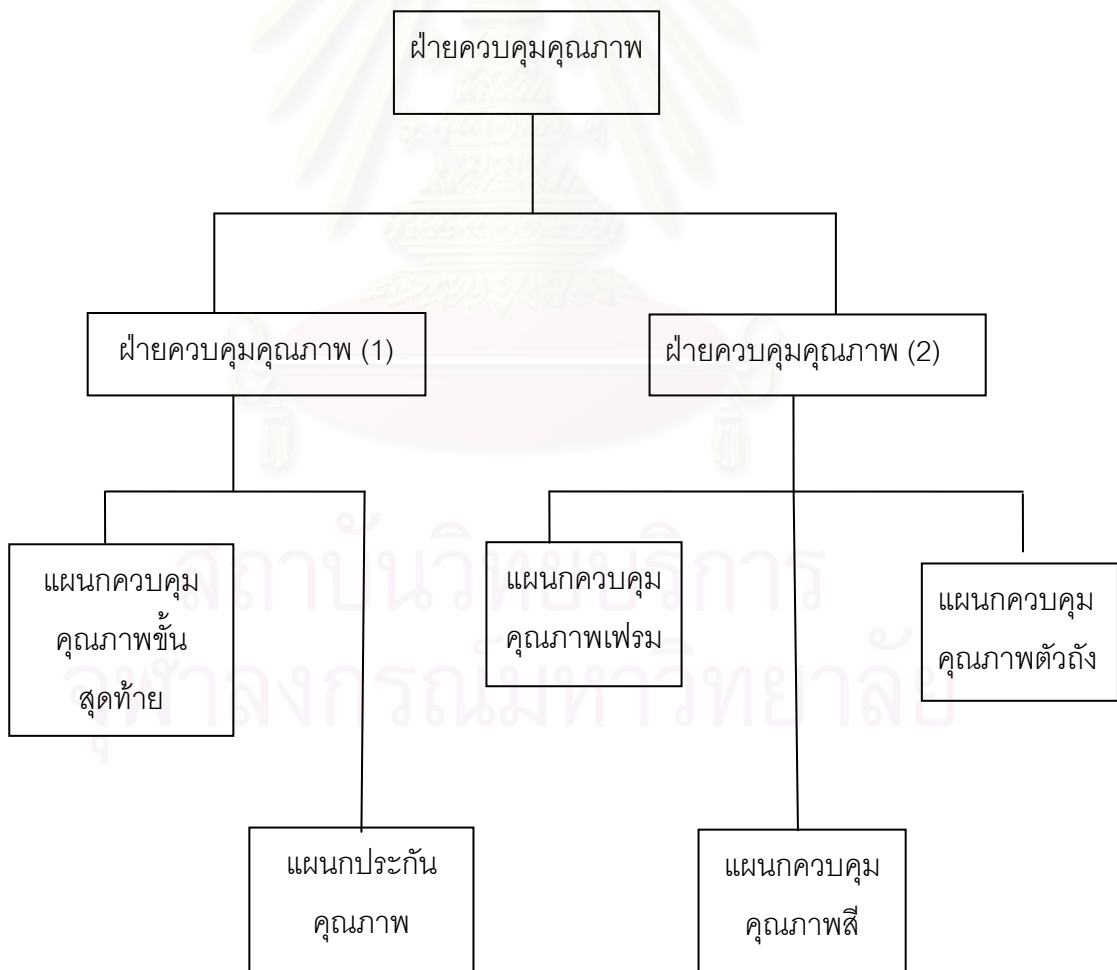 ฝ่ายควบคุมคุณภาพ
ฝ่ายควบคุมคุณภาพ (1)
ฝ่ายควบคุมคุณภาพ (2)
แผนกควบคุม
คุณภาพขั้น
สุดท้าย
แผนกควบคุม
คุณภาพเฟรม
แผนกควบคุม
คุณภาพตัวถัง
สถาบันวิทยบริการ
จุฬาลงกรณ์มหาวิทยาลัย
แผนกประกัน
คุณภาพ
แผนกควบคุม
คุณภาพสี